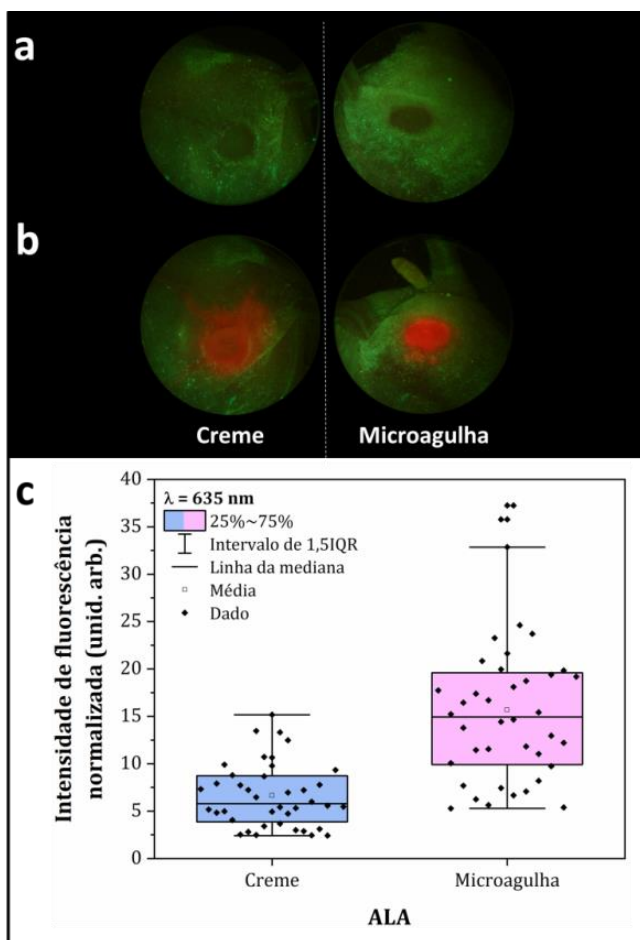 a
b
Creme Microagulha
c
Intensidade de fluorescência
normalizada (unid. arb.)
40
35
30
25
20
15
10
5
0
λ = 635 nm
25%~75%
Intervalo de 1,5IQR
Linha da mediana
Média
Dado
Creme Microagulha
ALA